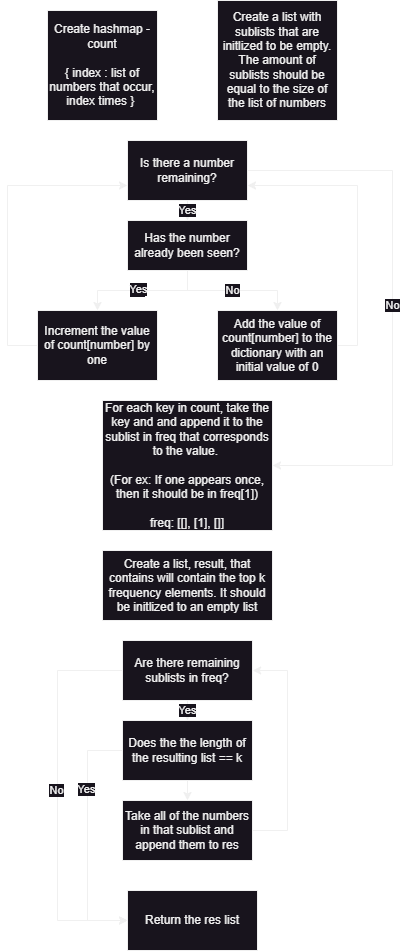 Create hashmap -
count
{ index : list of
numbers that occur,
index times }
Create a list with
sublists that are
initlized to be empty.
The amount of
sublists should be
equal to the size of
the list of numbers
Is there a number
remaining?
Yes
Has the number
already been seen?
Yes
No
No
Increment the value
of count[number] by
one
Add the value of
count[number] to the
dictionary with an
initial value of 0
For each key in count, take the
key and and append it to the
sublist in freq that corresponds
to the value.
(For ex: If one appears once,
then it should be in freq[1])
freq: [[], [1], []]
Create a list, result, that
contains will contain the top k
frequency elements. It should
be initlized to an empty list
Are there remaining
sublists in freq?
Yes
Does the the length of
the resulting list == k
No
Yes
Take all of the numbers
in that sublist and
append them to res
Return the res list